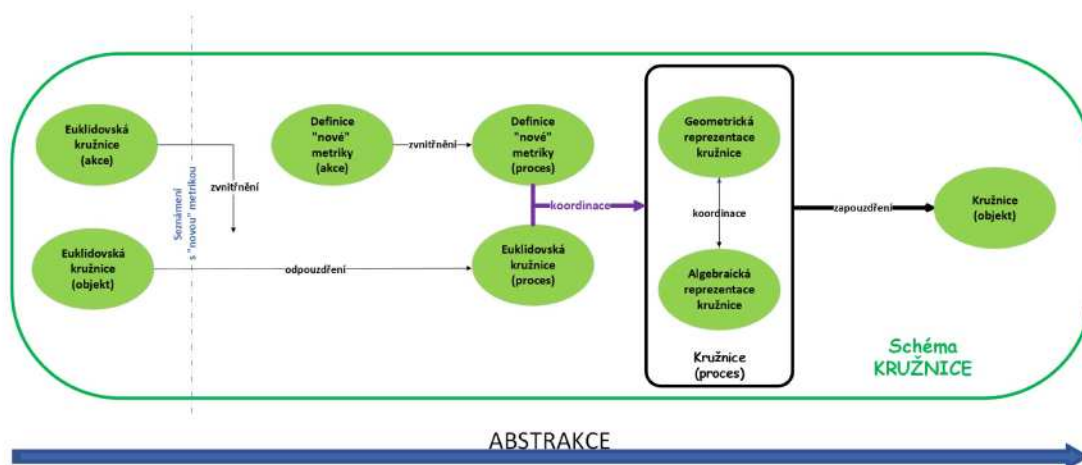 Euklidovská
kružnice
(akce)
zvnitřnění
Euklidovská
kružnice
(objekt)
Seznámení
s "novou" metrikou
odpouzdření
Definice
"nové"
metriky
(akce)
zvnitřnění
Definice
"nové"
metriky
(proces)
koordinace
Euklidovská
kružnice
(proces)
Geometrická
reprezentace
kružnice
koordinace
Algebraická
reprezentace
kružnice
Kružnice
(proces)
zapouzdření
Kružnice
(objekt)
Schéma
KRUŽNICE
ABSTRAKCE